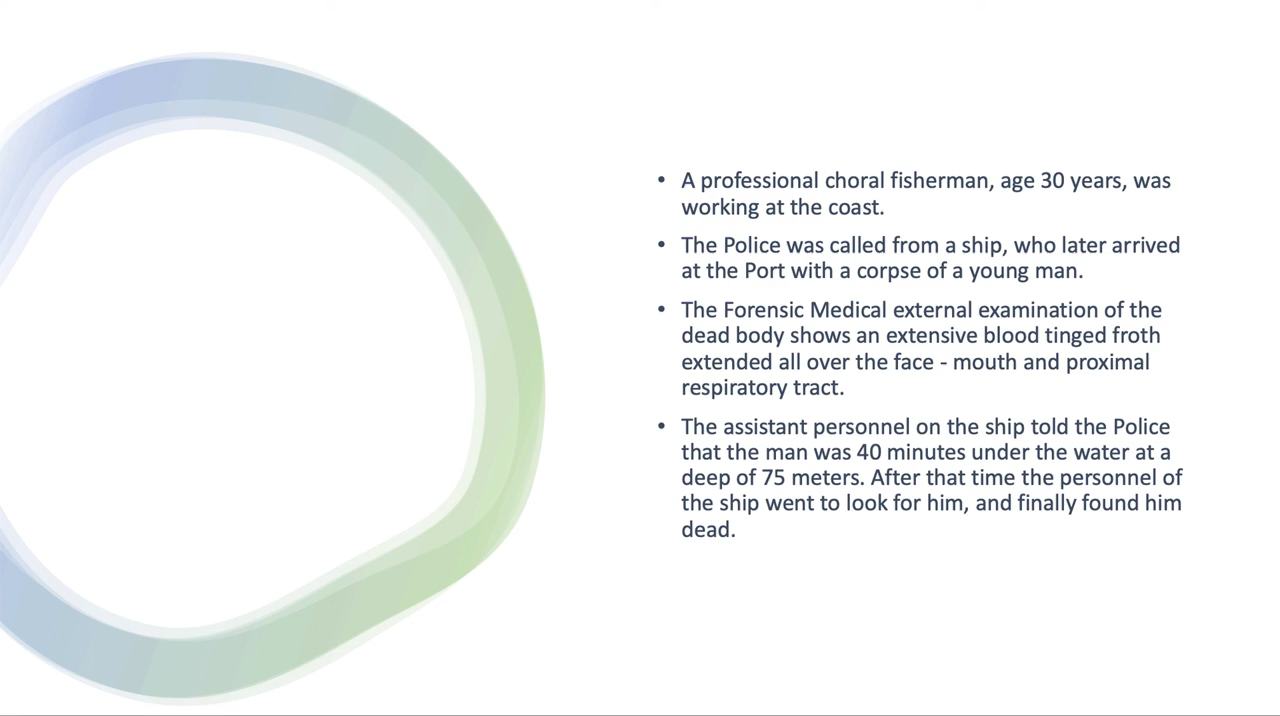 • A professional choral fisherman, age 30 years, was
working at the coast.
• The Police was called from a ship, who later arrived
at the Port with a corpse of a young man.
• The Forensic Medical external examination of the
dead body shows an extensive blood tinged froth
extended all over the face - mouth and proximal
respiratory tract.
• The assistant personnel on the ship told the Police
that the man was 40 minutes under the water at a
deep of 75 meters. After that time the personnel of
the ship went to look for him, and finally found him
dead.